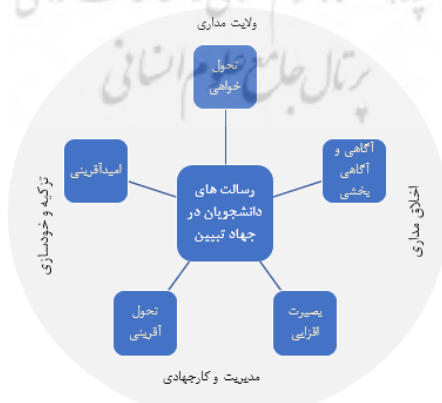 ولایت مداری
پرتال جامع علوم انسانی
تحول
خواهی
آگاهی و
آگاهی
بخشی
امیدآفرینی
رسالت های
دانشجویان در
جهاد تبیین
اخلاق مداری
تزکیه و خودسازی
بصیرت
افزایی
تحول
آفرینی
مدیریت و کارجهادی